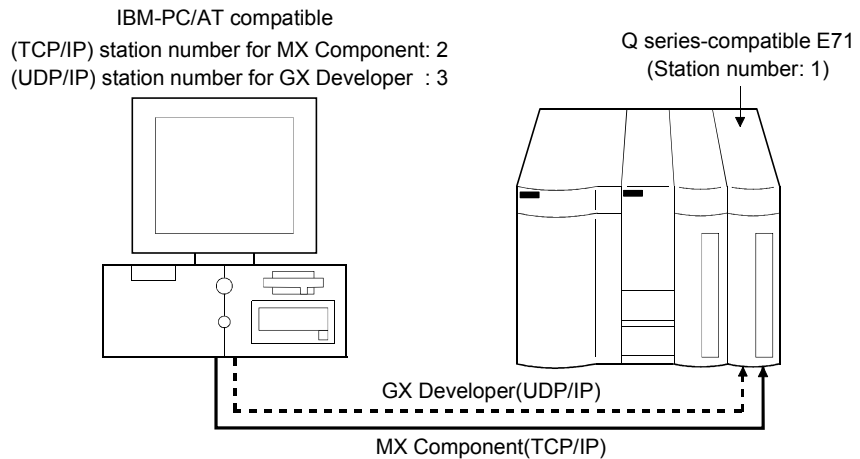 IBM-PC/AT compatible
(TCP/IP) station number for MX Component: 2
(UDP/IP) station number for GX Developer : 3
Q series-compatible E71
(Station number: 1)
GX Developer(UDP/IP)
MX Component(TCP/IP)